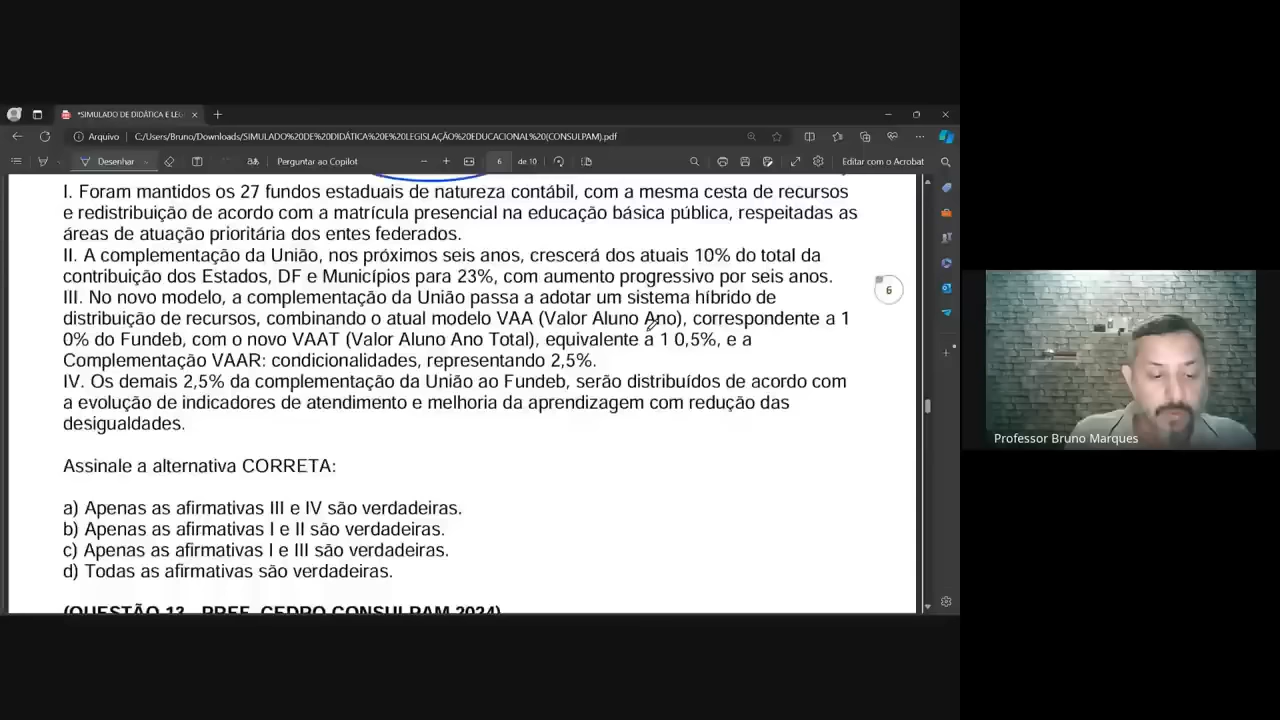 *SIMULADO DE DIDÁTICA E LEG
Arquivo C:/Users/Bruno/Downloads/SIMULADO%20DE%20DIDÁTICA%20E%20LEGISLAÇÃO%20EDUCACIONAL%20(CONSULPAM).pdf
Desenhar Perguntar ao Copilot 6 de 10 Editar com o Acrobat
I. Foram mantidos os 27 fundos estaduais de natureza contábil, com a mesma cesta de recursos
e redistribuição de acordo com a matrícula presencial na educação básica pública, respeitadas as
áreas de atuação prioritária dos entes federados.
II. A complementação da União, nos próximos seis anos, crescerá dos atuais 10% do total da
contribuição dos Estados, DF e Municípios para 23%, com aumento progressivo por seis anos.
III. No novo modelo, a complementação da União passa a adotar um sistema híbrido de
distribuição de recursos, combinando o atual modelo VAA (Valor Aluno Ano), correspondente a 1
0% do Fundeb, com o novo VAAT (Valor Aluno Ano Total), equivalente a 1 0,5%, e a
Complementação VAAR: condicionalidades, representando 2,5%.
IV. Os demais 2,5% da complementação da União ao Fundeb, serão distribuídos de acordo com
a evolução de indicadores de atendimento e melhoria da aprendizagem com redução das
desigualdades.
6
Assinale a alternativa CORRETA:
a) Apenas as afirmativas III e IV são verdadeiras.
b) Apenas as afirmativas I e II são verdadeiras.
c) Apenas as afirmativas I e III são verdadeiras.
d) Todas as afirmativas são verdadeiras.
(QUESTÃO 13 PREF. CEDRO CONSULPAM 2024)
Professor Bruno Marques